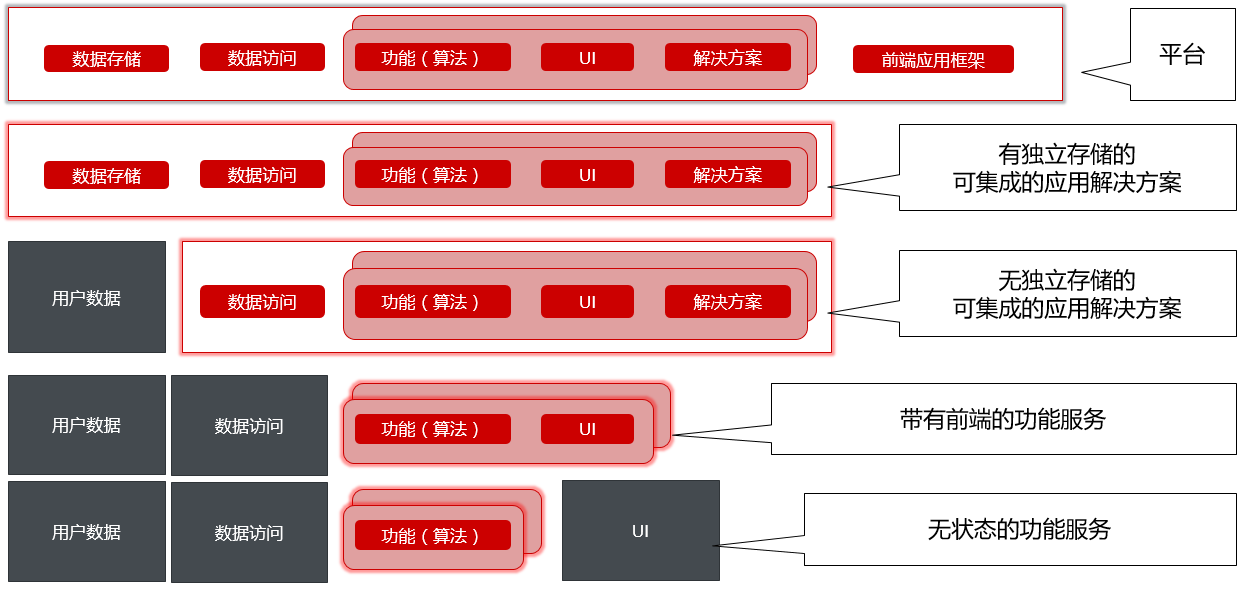 数据存储
数据访问
功能（算法）
UI
解决方案
前端应用框架
平台
数据存储
数据访问
功能（算法）
UI
解决方案
有独立存储的
可集成的应用解决方案
用户数据
数据访问
功能（算法）
UI
解决方案
无独立存储的
可集成的应用解决方案
用户数据
数据访问
功能（算法）
UI
带有前端的功能服务
用户数据
数据访问
功能（算法）
UI
无状态的功能服务